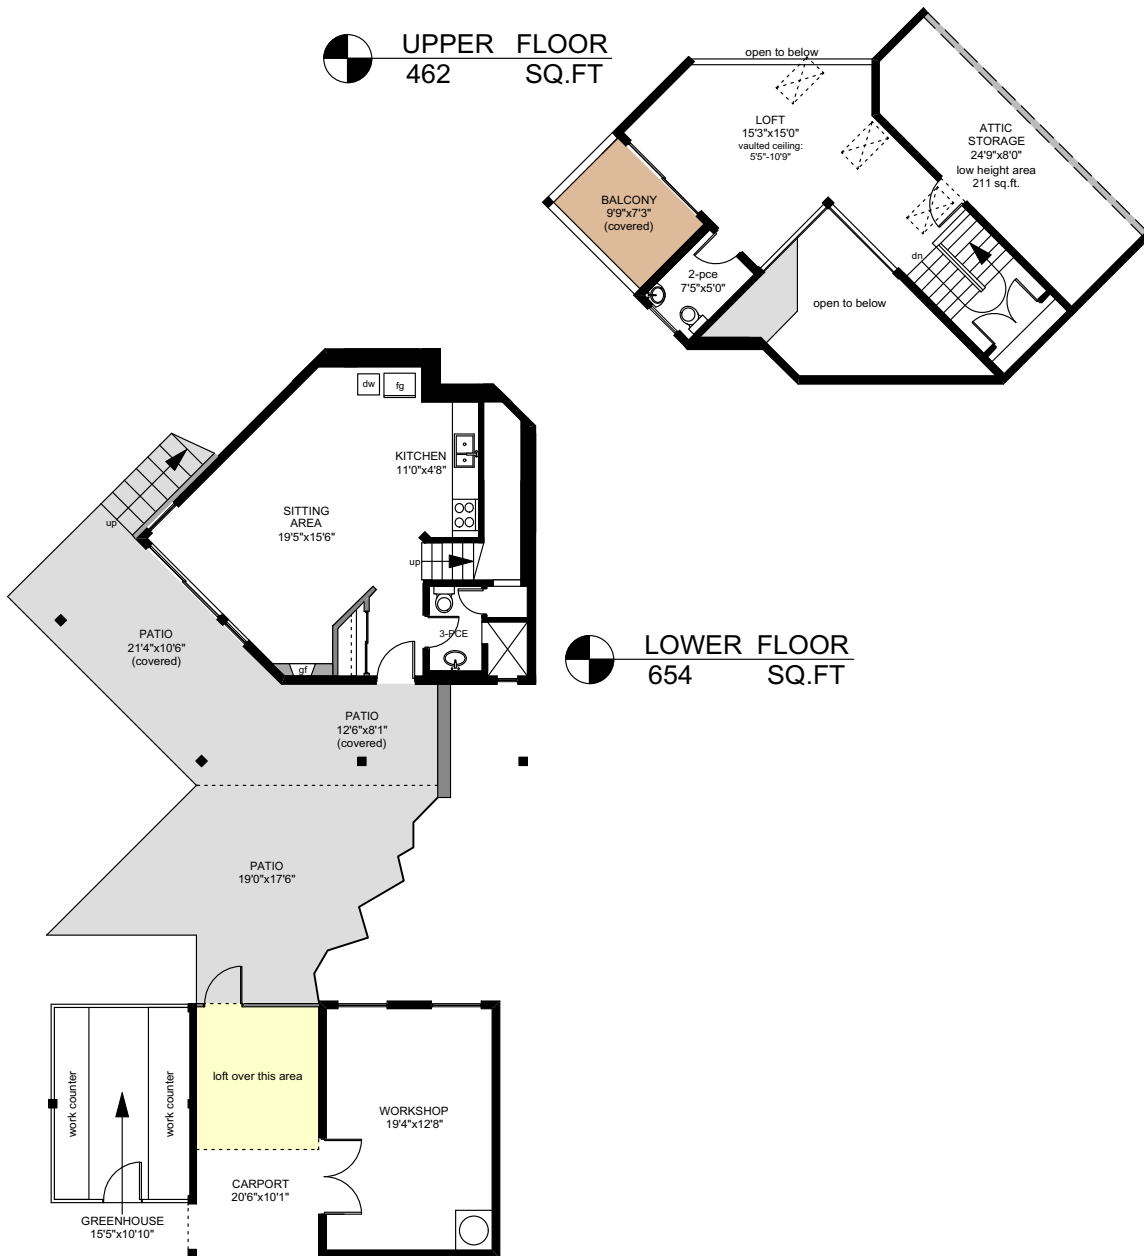 UPPER FLOOR
462 SQ.FT
open to below
LOFT
15'3"x15'0"
vaulted ceiling:
5'5"-10'9"
ATTIC
STORAGE
24'9"x8'0"
low height area
211 sq.ft.
BALCONY
9'9"x7'3"
(covered)
2-pce
7'5"x5'0"
dn
open to below
dw
fg
KITCHEN
11'0"x4'8"
SITTING
AREA
19'5"x15'6"
up
up
3-PCE
gf
PATIO
21'4"x10'6"
(covered)
LOWER FLOOR
654 SQ.FT
PATIO
12'6"x8'1"
(covered)
PATIO
19'0"x17'6"
loft over this area
work counter
work counter
WORKSHOP
19'4"x12'8"
CARPORT
20'6"x10'1"
GREENHOUSE
15'5"x10'10"